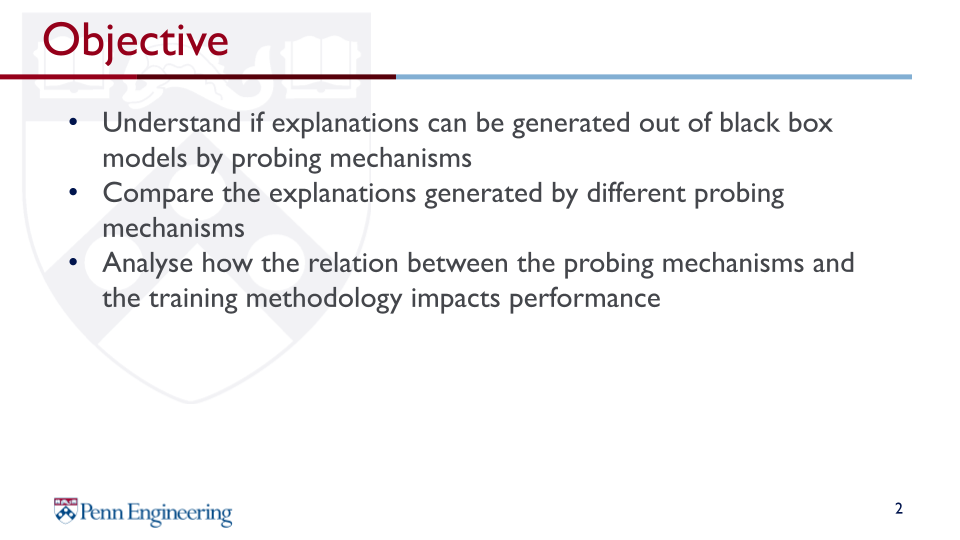 Objective
• Understand if explanations can be generated out of black box
models by probing mechanisms
• Compare the explanations generated by different probing
mechanisms
• Analyse how the relation between the probing mechanisms and
the training methodology impacts performance
Penn Engineering
2